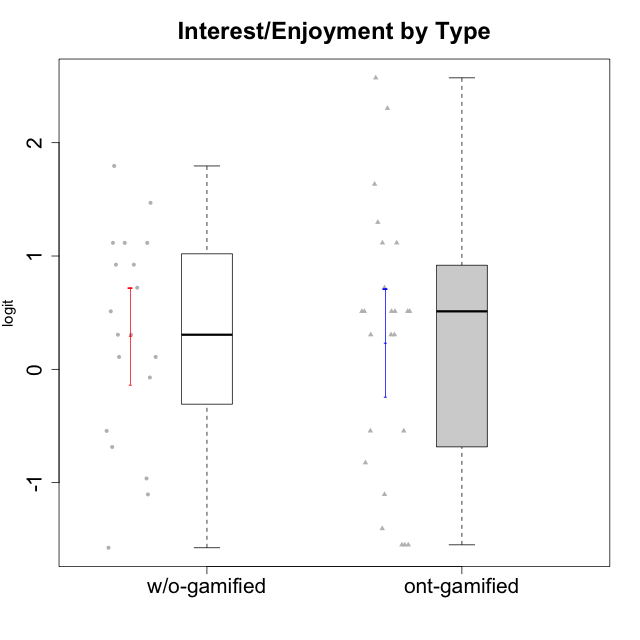 Interest/Enjoyment by Type
logit
2
1
0
-1
w/o-gamified
ont-gamified